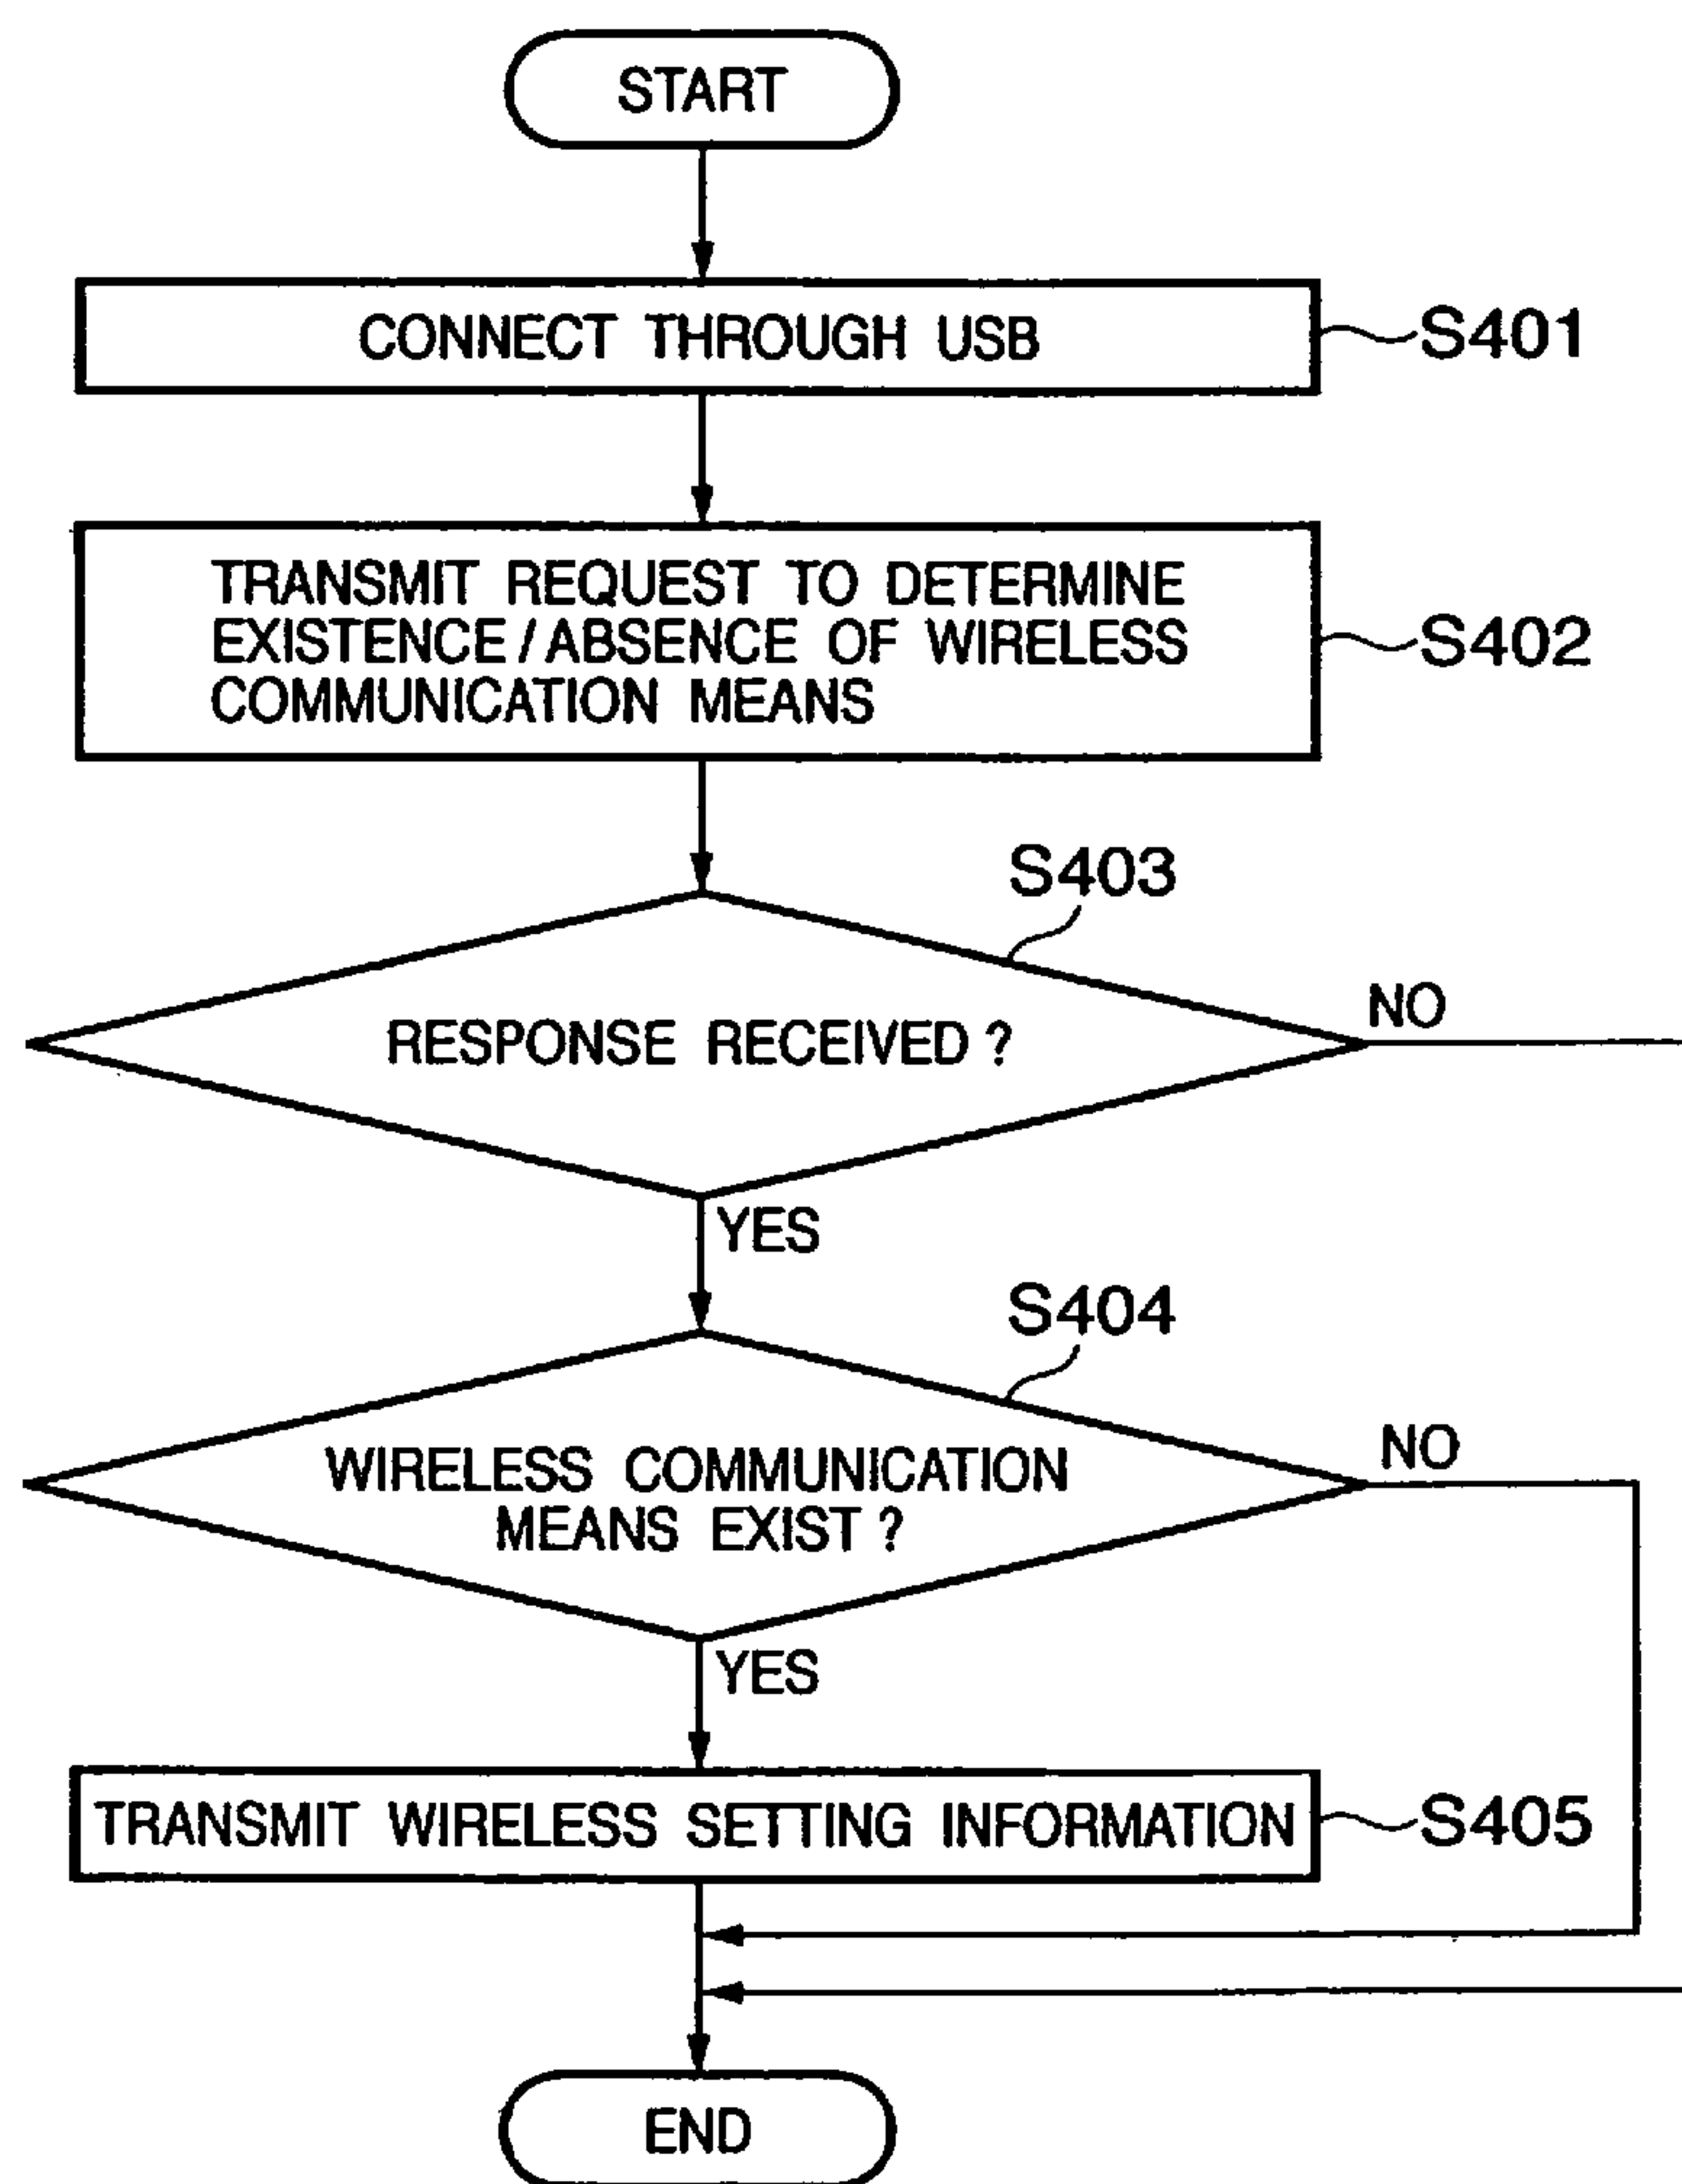 START
CONNECT THROUGH USB
S401
TRANSMIT REQUEST TO DETERMINE
EXISTENCE/ABSENCE OF WIRELESS
COMMUNICATION MEANS
S402
S403
RESPONSE RECEIVED?
NO
YES
S404
WIRELESS COMMUNICATION
MEANS EXIST?
NO
YES
TRANSMIT WIRELESS SETTING INFORMATION
S405
END